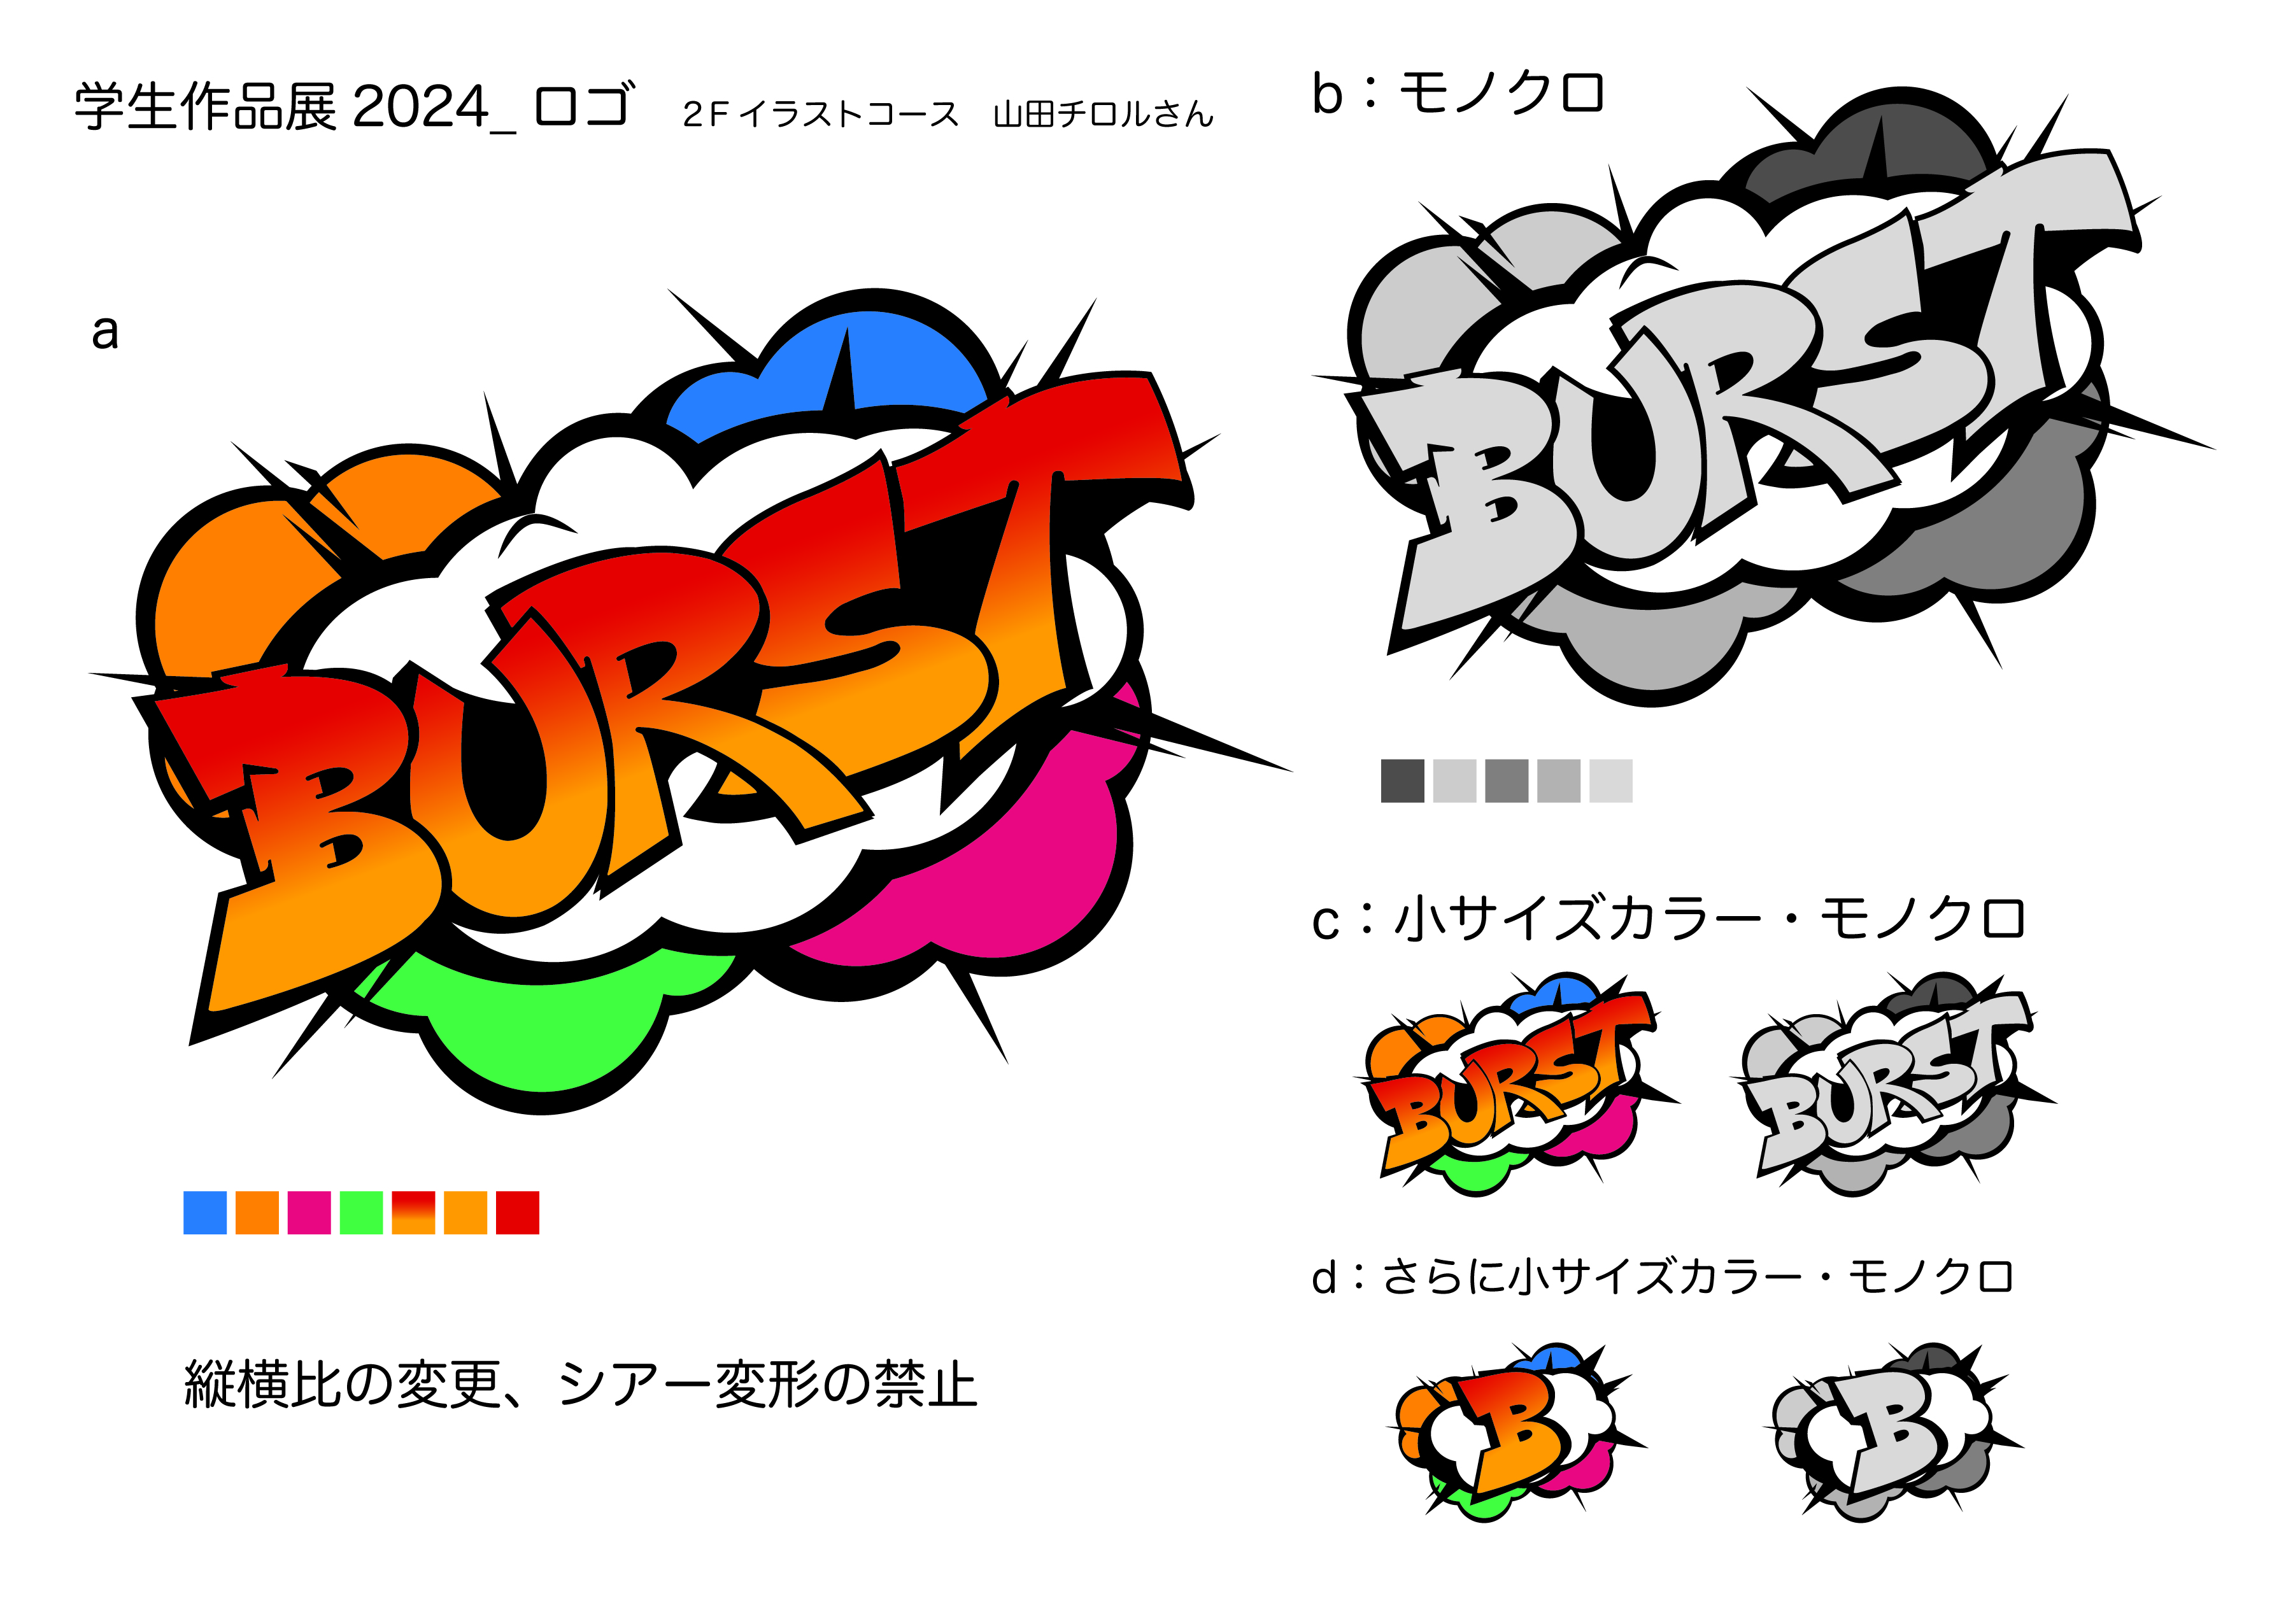 学生作品展 2024_ ロゴ　2F イラストコース　山田チロルさん
a
BURST
縦横比の変更、シアー変形の禁止
b：モノクロ
BURST
c：小サイズカラー・モノクロ
BURST BURST
d：さらに小サイズカラー・モノクロ
B B